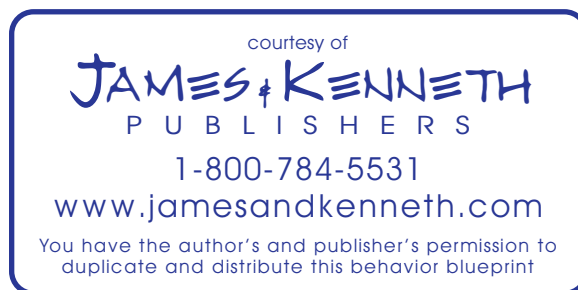 courtesy of
JAMES & KENNETH
PUBLISHERS
1-800-784-5531
www.jamesandkenneth.com
You have the author's and publisher's permission to
duplicate and distribute this behavior blueprint